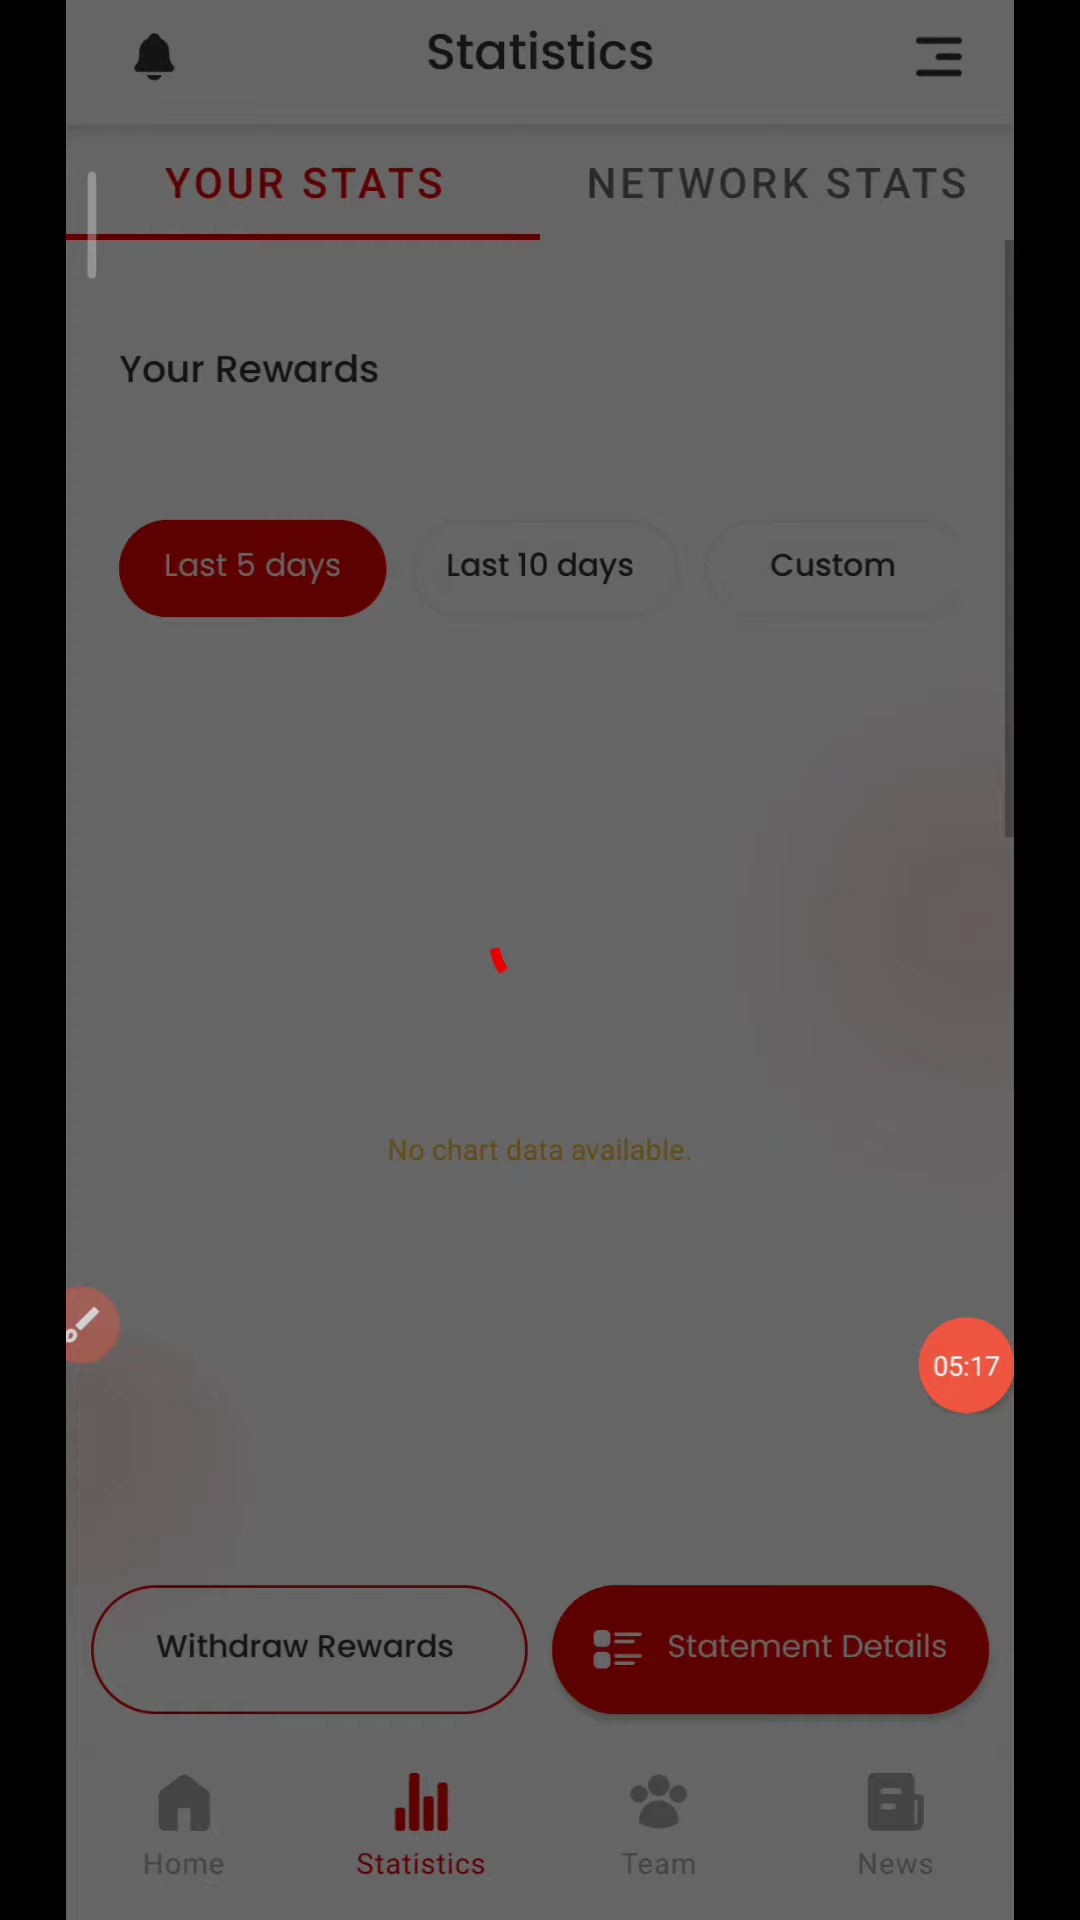 Statistics
YOUR STATS
NETWORK STATS
Your Rewards
Last 5 days
Last 10 days
Custom
No chart data available.
05:17
Withdraw Rewards
Statement Details
Home
Statistics
Team
News